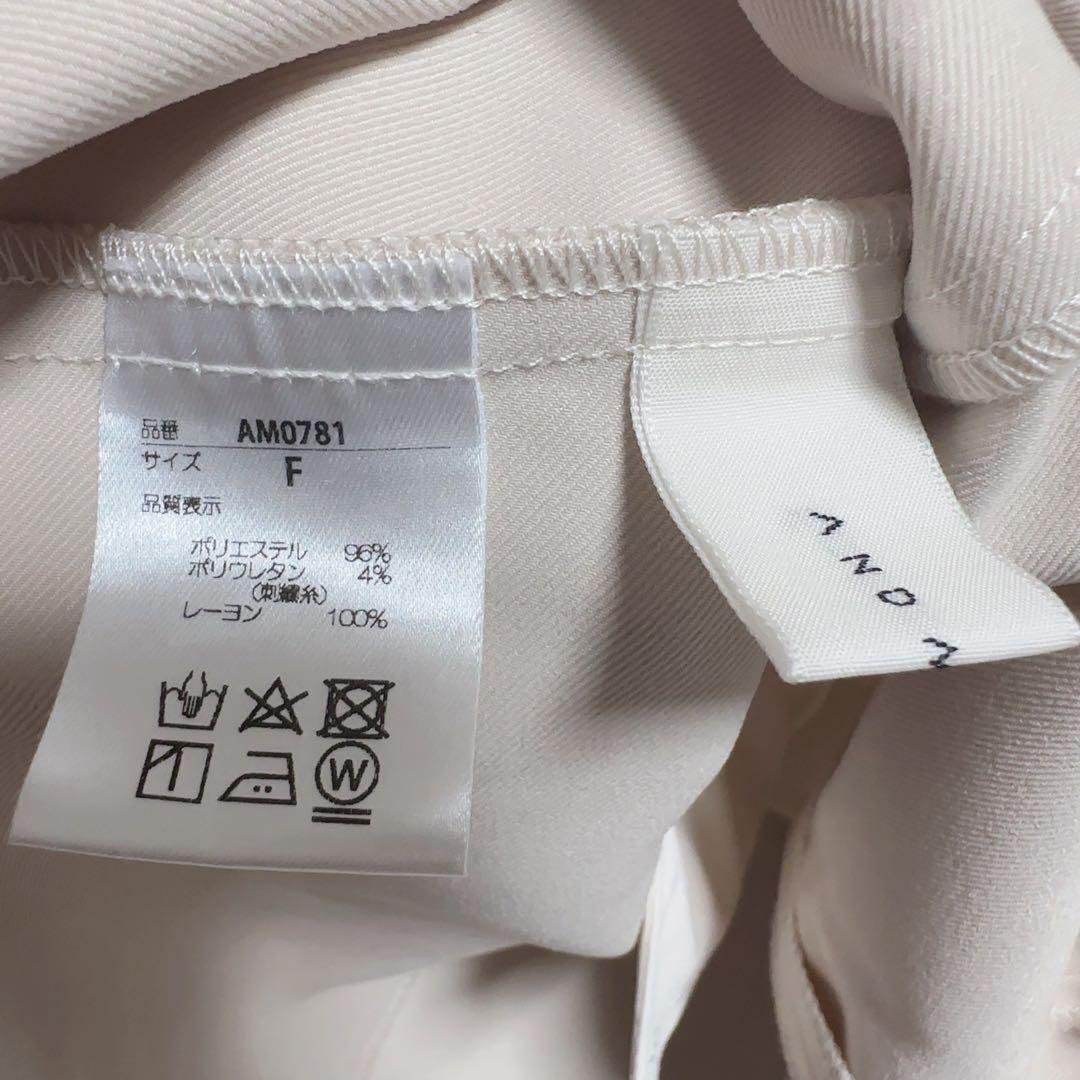 品番 AM0781
サイズ F
品質表示
ポリエステル 96%
ポリウレタン 4%
(刺繍糸)
レーヨン 100%
W
ANOM